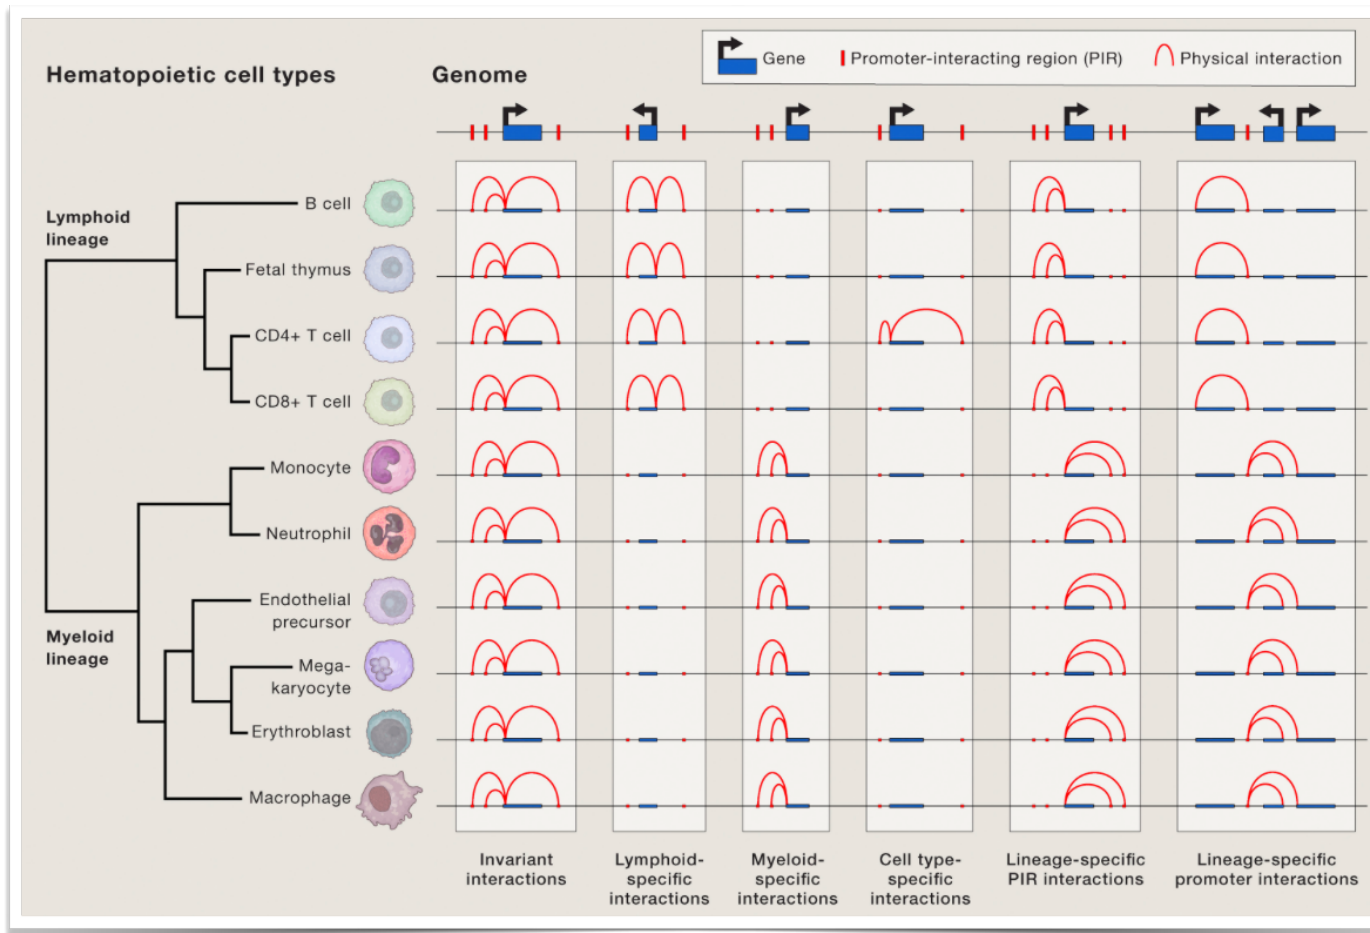 Hematopoietic cell types
Genome
Gene
Promoter-interacting region (PIR)
Physical interaction
Lymphoid
lineage
B cell
Fetal thymus
CD4+ T cell
CD8+ T cell
Monocyte
Neutrophil
Endothelial
precursor
Myeloid
lineage
Mega-
karyocyte
Erythroblast
Macrophage
Invariant
interactions
Lymphoid-
specific
interactions
Myeloid-
specific
interactions
Cell type-
specific
interactions
Lineage-specific
PIR interactions
Lineage-specific
promoter interactions